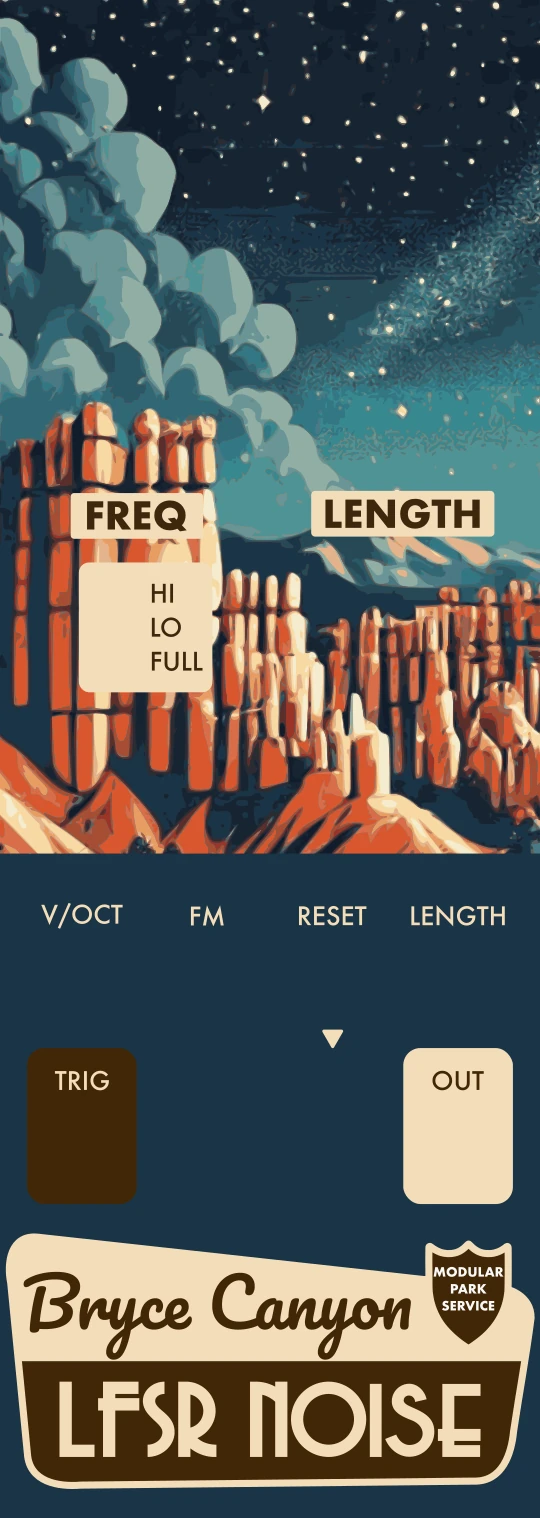 FREQ
LENGTH
HI
LO
FULL
V/OCT FM RESET LENGTH
TRIG
OUT
MODULAR
PARK
SERVICE
Bryce Canyon
LFSR NOISE